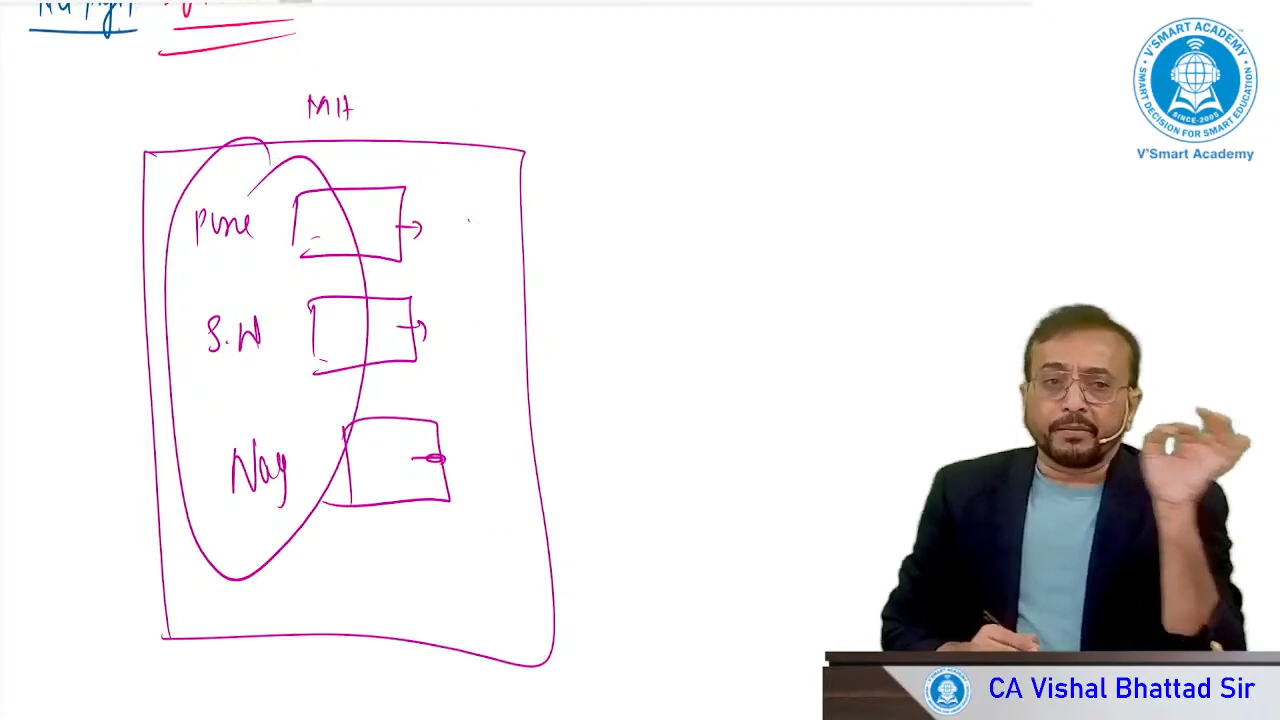 MH
Pune
S.W
Nag
V'SMART ACADEMY
SMART DECISION FOR SMART EDUCATION
SINCE-2005
V'Smart Academy
CA Vishal Bhattad Sir